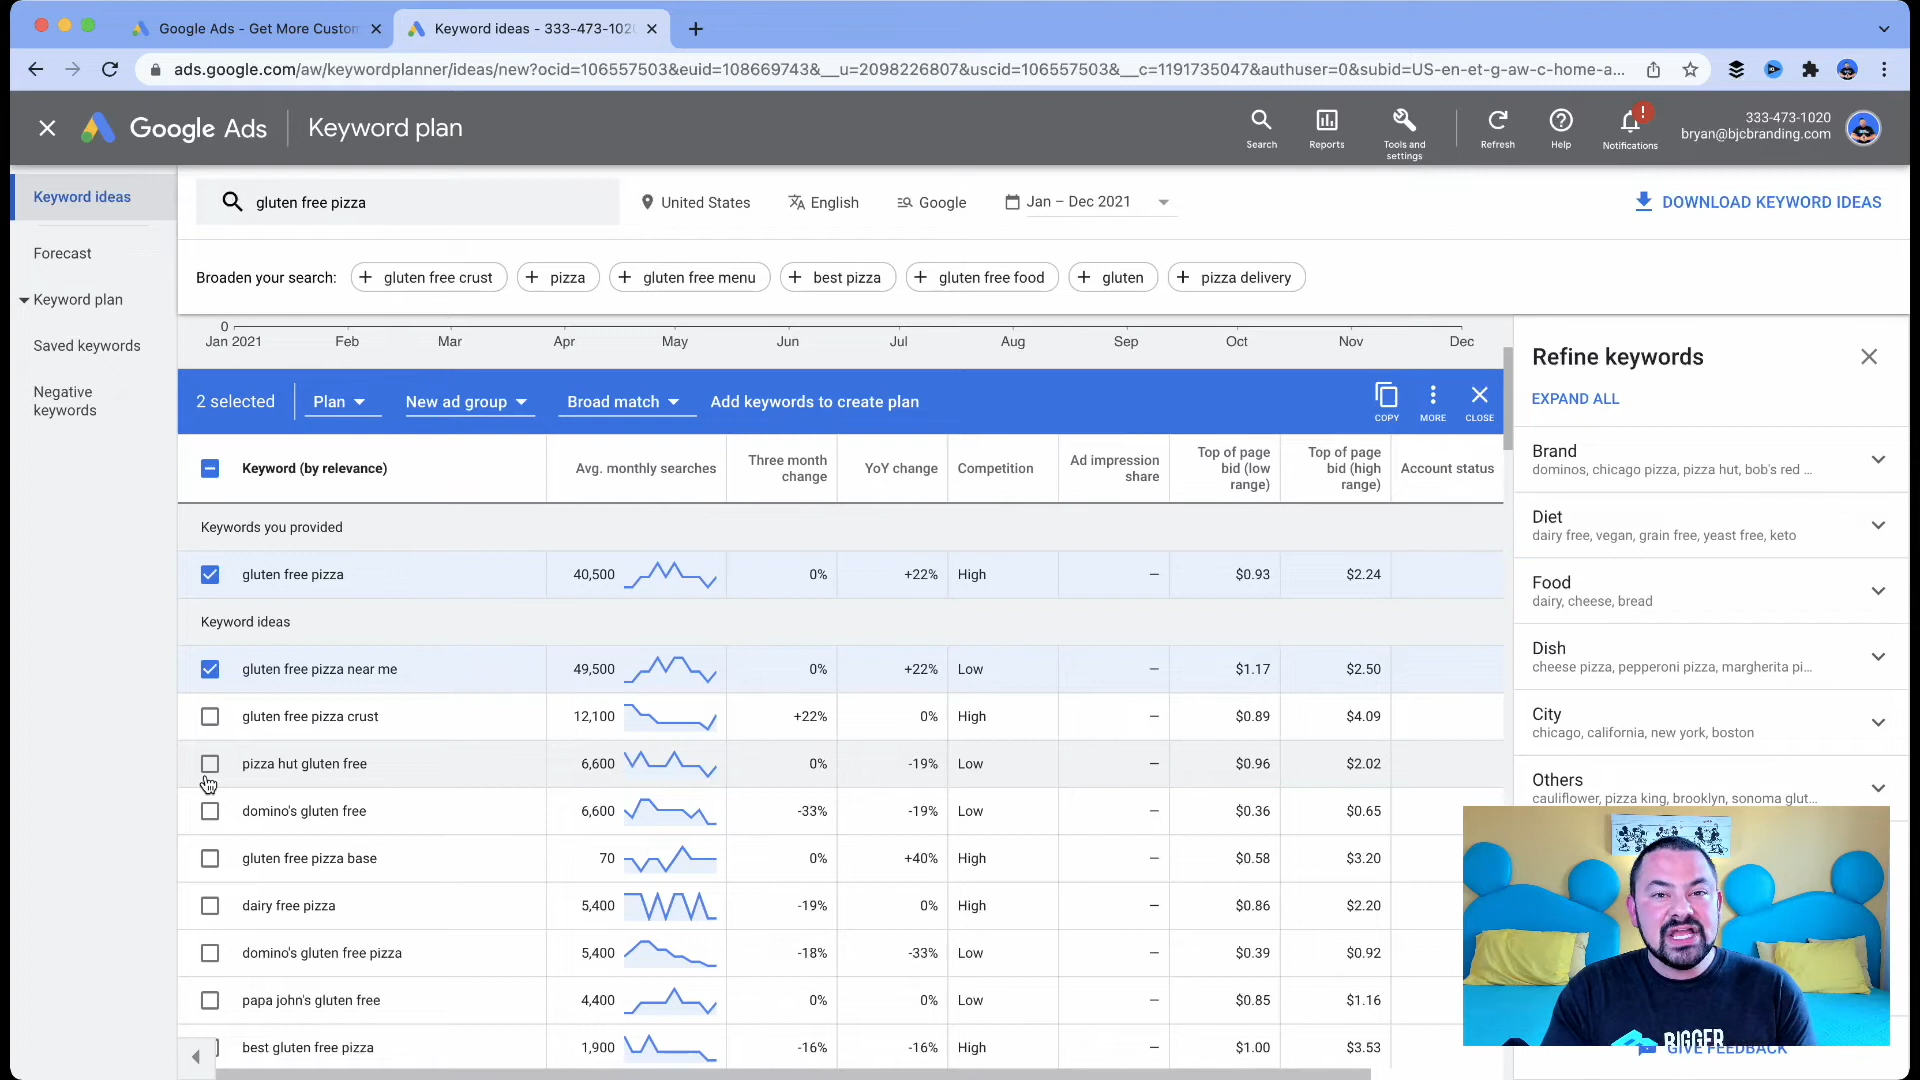 Google Ads - Get More Custom
Keyword ideas - 333-473-102
ads.google.com/aw/keywordplanner/ideas/new?ocid=106557503&euid=108669743&__u=2098226807&uscid=106557503&__c=1191735047&authuser=0&subid=US-en-et-g-aw-c-home-a...
Google Ads
Keyword plan
Search
Reports
Tools and settings
Refresh
Help
!
Notifications
333-473-1020
bryan@bjcbranding.com
Keyword ideas
Forecast
Keyword plan
Saved keywords
Negative
keywords
gluten free pizza
United States
English
Google
Jan – Dec 2021
DOWNLOAD KEYWORD IDEAS
Broaden your search:
+ gluten free crust
+ pizza
+ gluten free menu
+ best pizza
+ gluten free food
+ gluten
+ pizza delivery
0
Jan 2021 Feb Mar Apr May Jun Jul Aug Sep Oct Nov Dec
2 selected
Plan
New ad group
Broad match
Add keywords to create plan
COPY
MORE
CLOSE
Keyword (by relevance)
Avg. monthly searches
Three month
change
YoY change
Competition
Ad impression
share
Top of page
bid (low
range)
Top of page
bid (high
range)
Account status
Keywords you provided
gluten free pizza 40,500 0% +22% High – $0.93 $2.24
Keyword ideas
gluten free pizza near me 49,500 0% +22% Low – $1.17 $2.50
gluten free pizza crust 12,100 +22% 0% High – $0.89 $4.09
pizza hut gluten free 6,600 0% -19% Low – $0.96 $2.02
domino's gluten free 6,600 -33% -19% Low – $0.36 $0.65
gluten free pizza base 70 0% +40% High – $0.58 $3.20
dairy free pizza 5,400 -19% 0% High – $0.86 $2.20
domino's gluten free pizza 5,400 -18% -33% Low – $0.39 $0.92
papa john's gluten free 4,400 0% 0% Low – $0.85 $1.16
best gluten free pizza 1,900 -16% -16% High – $1.00 $3.53
Refine keywords
EXPAND ALL
Brand
dominos, chicago pizza, pizza hut, bob's red ...
Diet
dairy free, vegan, grain free, yeast free, keto
Food
dairy, cheese, bread
Dish
cheese pizza, pepperoni pizza, margherita pi...
City
chicago, california, new york, boston
Others
cauliflower, pizza king, brooklyn, sonoma glut...
BIGGER
GIVE FEEDBACK